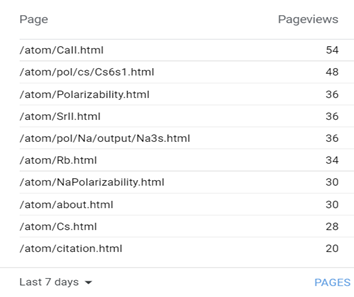 Page Pageviews
/atom/CaII.html 54
/atom/pol/cs/Cs6s1.html 48
/atom/Polarizability.html 36
/atom/SrII.html 36
/atom/pol/Na/output/Na3s.html 36
/atom/Rb.html 34
/atom/NaPolarizability.html 30
/atom/about.html 30
/atom/Cs.html 28
/atom/citation.html 20
Last 7 days PAGES